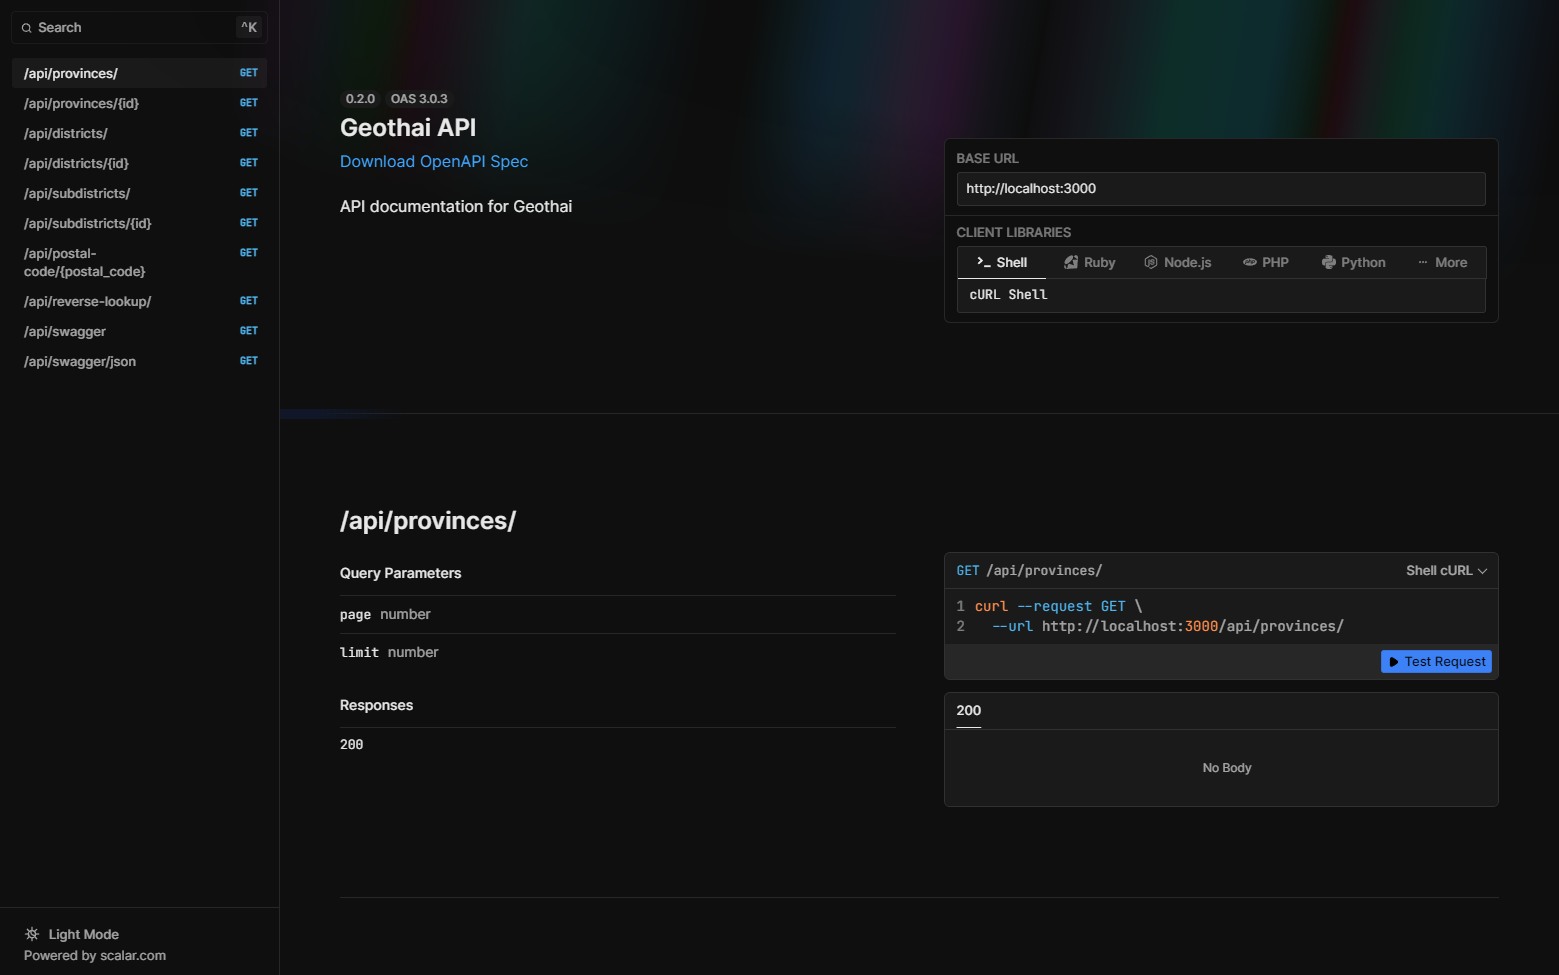 Search
^K
/api/provinces/ GET
/api/provinces/{id} GET
/api/districts/ GET
/api/districts/{id} GET
/api/subdistricts/ GET
/api/subdistricts/{id} GET
/api/postal- GET
code/{postal_code}
/api/reverse-lookup/ GET
/api/swagger GET
/api/swagger/json GET
Light Mode
Powered by scalar.com
0.2.0 OAS 3.0.3
Geothai API
Download OpenAPI Spec
API documentation for Geothai
BASE URL
http://localhost:3000
CLIENT LIBRARIES
>_ Shell Ruby Node.js PHP Python ··· More
cURL Shell
/api/provinces/
Query Parameters
page number
limit number
Responses
200
GET /api/provinces/ Shell cURL
1 curl --request GET \
2 --url http://localhost:3000/api/provinces/
Test Request
200
No Body